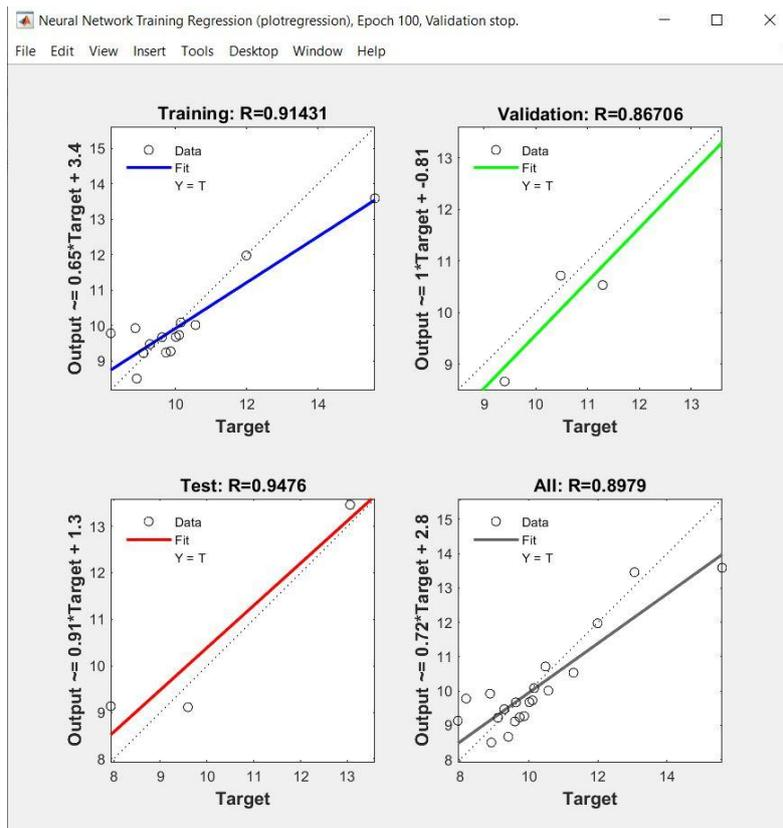 Neural Network Training Regression (plotregression), Epoch 100, Validation stop.
File Edit View Insert Tools Desktop Window Help
Training: R=0.91431
Output ~= 0.65*Target + 3.4
15
14
13
12
11
10
9
Data
Fit
Y = T
10 12 14
Target
Validation: R=0.86706
Output ~= 1*Target + -0.81
13
12
11
10
9
Data
Fit
Y = T
9 10 11 12 13
Target
Test: R=0.9476
Output ~= 0.91*Target + 1.3
13
12
11
10
9
8
Data
Fit
Y = T
8 9 10 11 12 13
Target
All: R=0.8979
Output ~= 0.72*Target + 2.8
15
14
13
12
11
10
9
8
Data
Fit
Y = T
8 10 12 14
Target